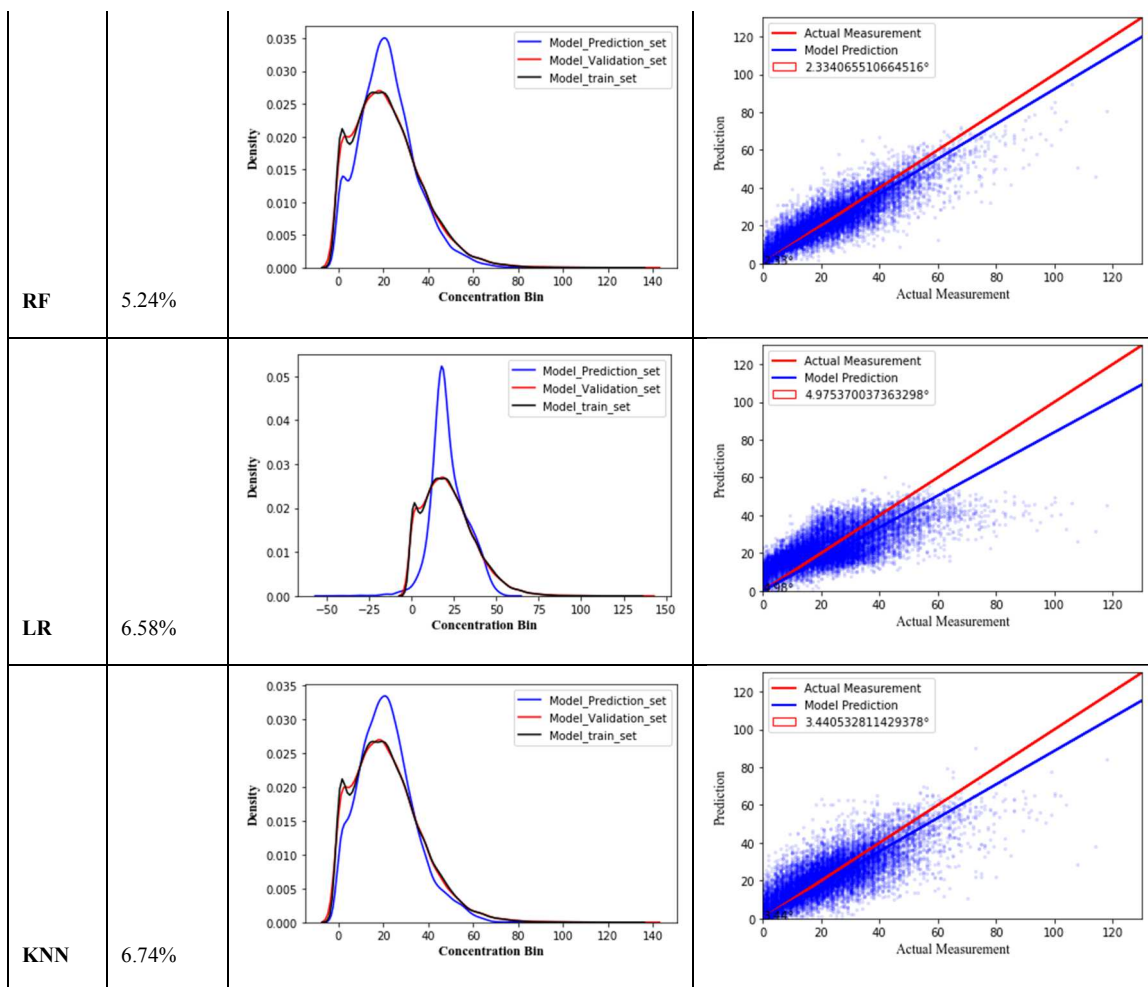 RF
5.24%
0.035
0.030
0.025
0.020
0.015
0.010
0.005
0.000
Density
Model_Prediction_set
Model_Validation_set
Model_train_set
0 20 40 60 80 100 120 140
Concentration Bin
120
100
80
60
40
20
0
Prediction
Actual Measurement
Model Prediction
2.334065510664516°
0 20 40 60 80 100 120
Actual Measurement
LR
6.58%
0.05
0.04
0.03
0.02
0.01
0.00
Density
Model_Prediction_set
Model_Validation_set
Model_train_set
−50 −25 0 25 50 75 100 125 150
Concentration Bin
120
100
80
60
40
20
0
Prediction
Actual Measurement
Model Prediction
4.975370037363298°
0 20 40 60 80 100 120
Actual Measurement
KNN
6.74%
0.035
0.030
0.025
0.020
0.015
0.010
0.005
0.000
Density
Model_Prediction_set
Model_Validation_set
Model_train_set
0 20 40 60 80 100 120 140
Concentration Bin
120
100
80
60
40
20
0
Prediction
Actual Measurement
Model Prediction
3.440532811429378°
0 20 40 60 80 100 120
Actual Measurement